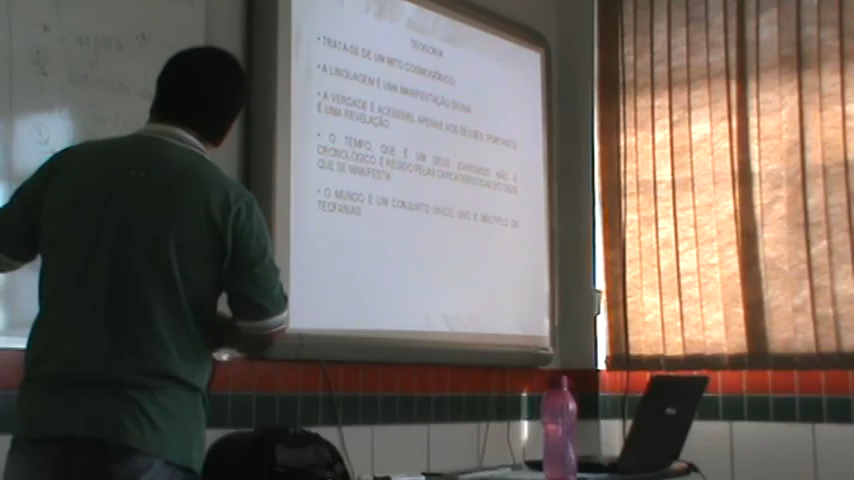 TEOGONIA
• TRATA-SE DE UM MITO COSMOGÔNICO.
• A LINGUAGEM É UMA MANIFESTAÇÃO DIVINA.
• A VERDADE É ACESSÍVEL APENAS AOS DEUSES, PORTANTO
É UMA REVELAÇÃO.
• O TEMPO, QUE É UM DEUS (CHRONOS) NÃO É
CRONOLÓGICO, É REGIDO PELAS CARCATERÍSTICAS DO DEUS
QUE SE MANIFESTA.
• O MUNDO É UM CONJUNTO ÚNICO, UNO E MÚLTIPLO DE
TEOFANIAS.